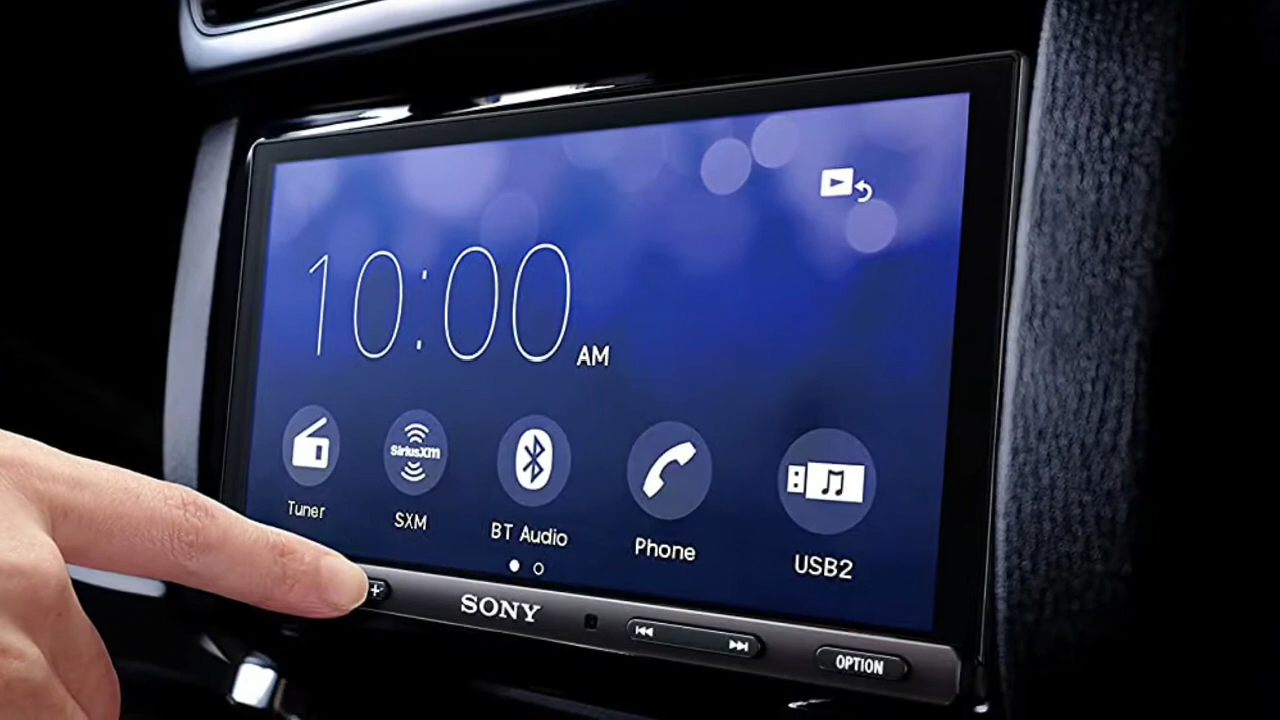 10:00 AM
SiriusXM
Tuner
SXM
BT Audio
Phone
USB2
SONY
OPTION